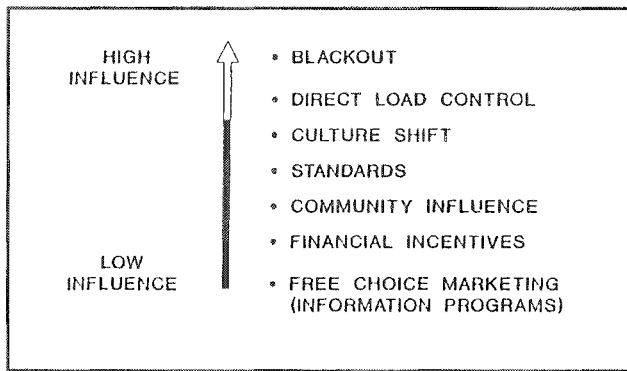 HIGH
INFLUENCE
• BLACKOUT
• DIRECT LOAD CONTROL
• CULTURE SHIFT
• STANDARDS
• COMMUNITY INFLUENCE
• FINANCIAL INCENTIVES
LOW
INFLUENCE
• FREE CHOICE MARKETING
(INFORMATION PROGRAMS)